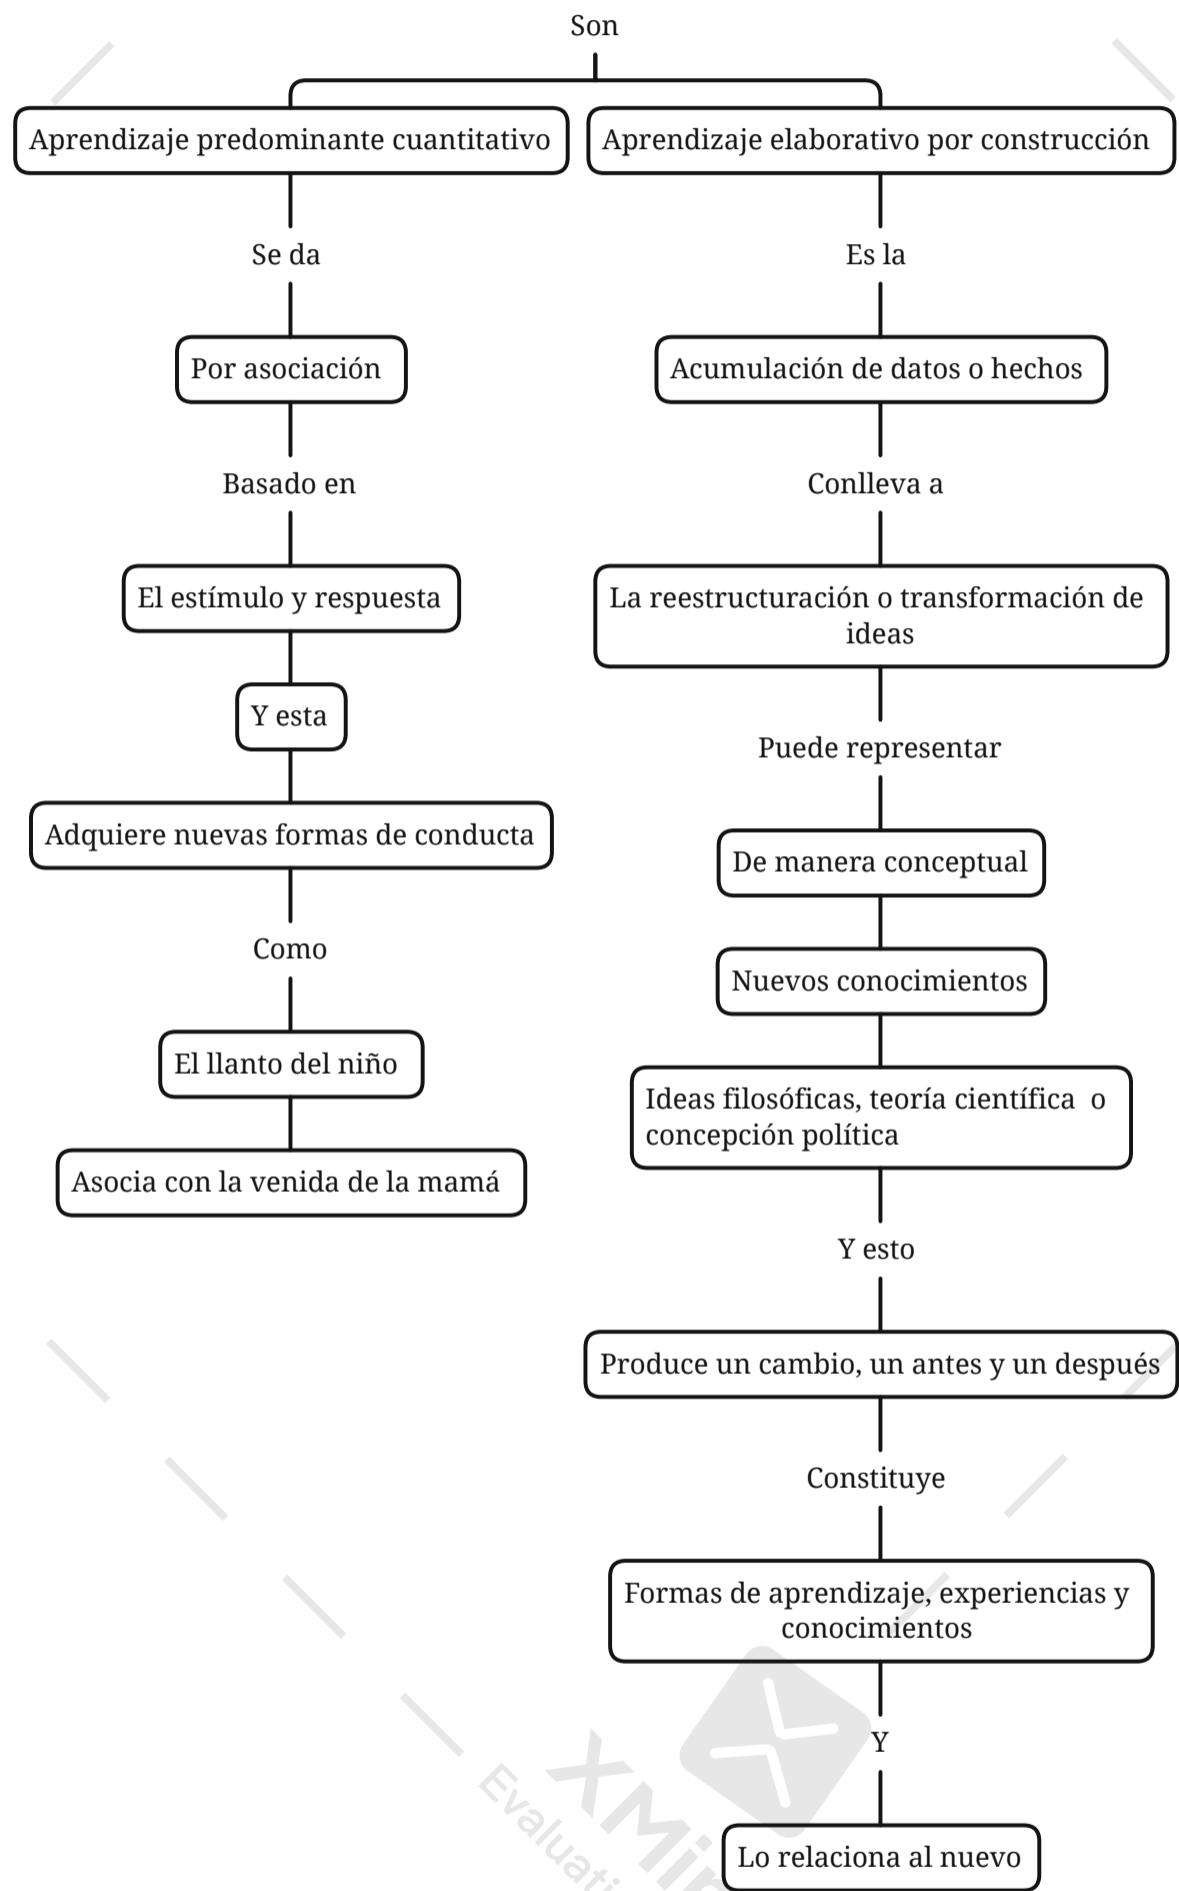 Son
Aprendizaje predominante cuantitativo
Se da
Por asociación
Basado en
El estímulo y respuesta
Y esta
Adquiere nuevas formas de conducta
Como
El llanto del niño
Asocia con la venida de la mamá
Aprendizaje elaborativo por construcción
Es la
Acumulación de datos o hechos
Conlleva a
La reestructuración o transformación de
ideas
Puede representar
De manera conceptual
Nuevos conocimientos
Ideas filosóficas, teoría científica  o
concepción política
Y esto
Produce un cambio, un antes y un después
Constituye
Formas de aprendizaje, experiencias y
conocimientos
Y
Lo relaciona al nuevo